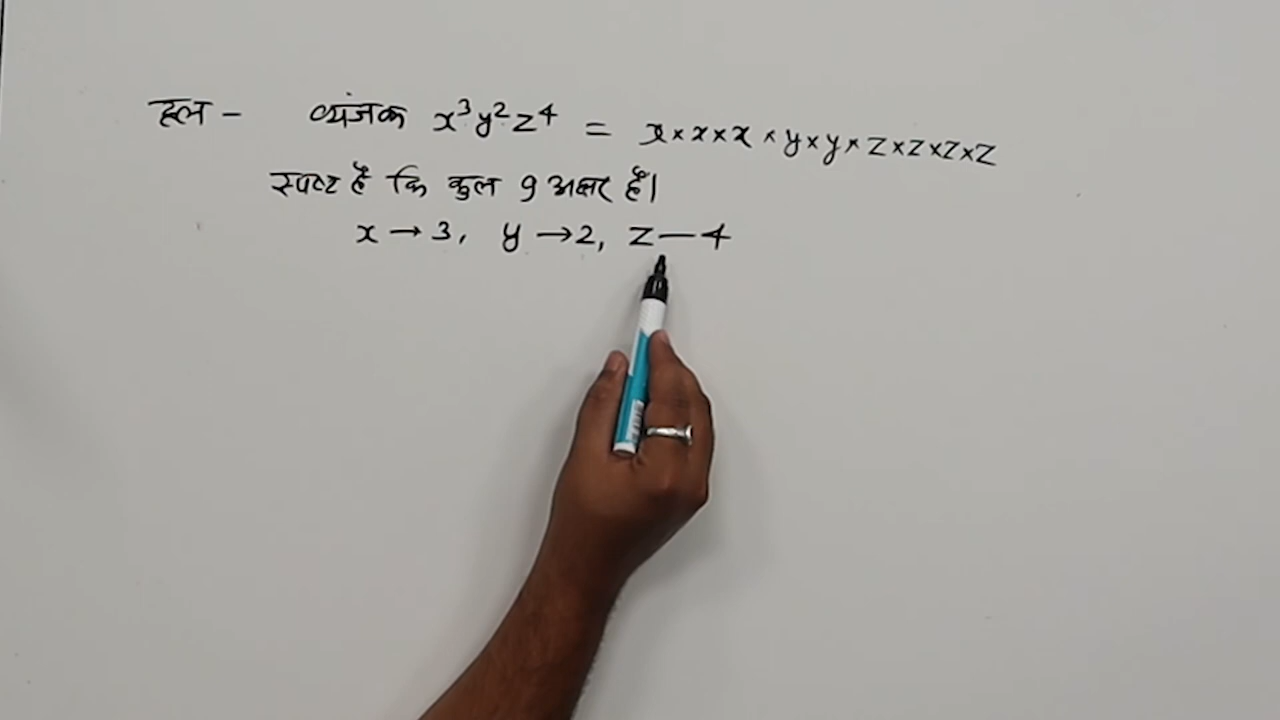 हल - व्यंजक x³y²z⁴ = x×x×x×y×y×z×z×z×z
स्पष्ट है कि कुल 9 अक्षर हैं।
x → 3, y → 2, z — 4